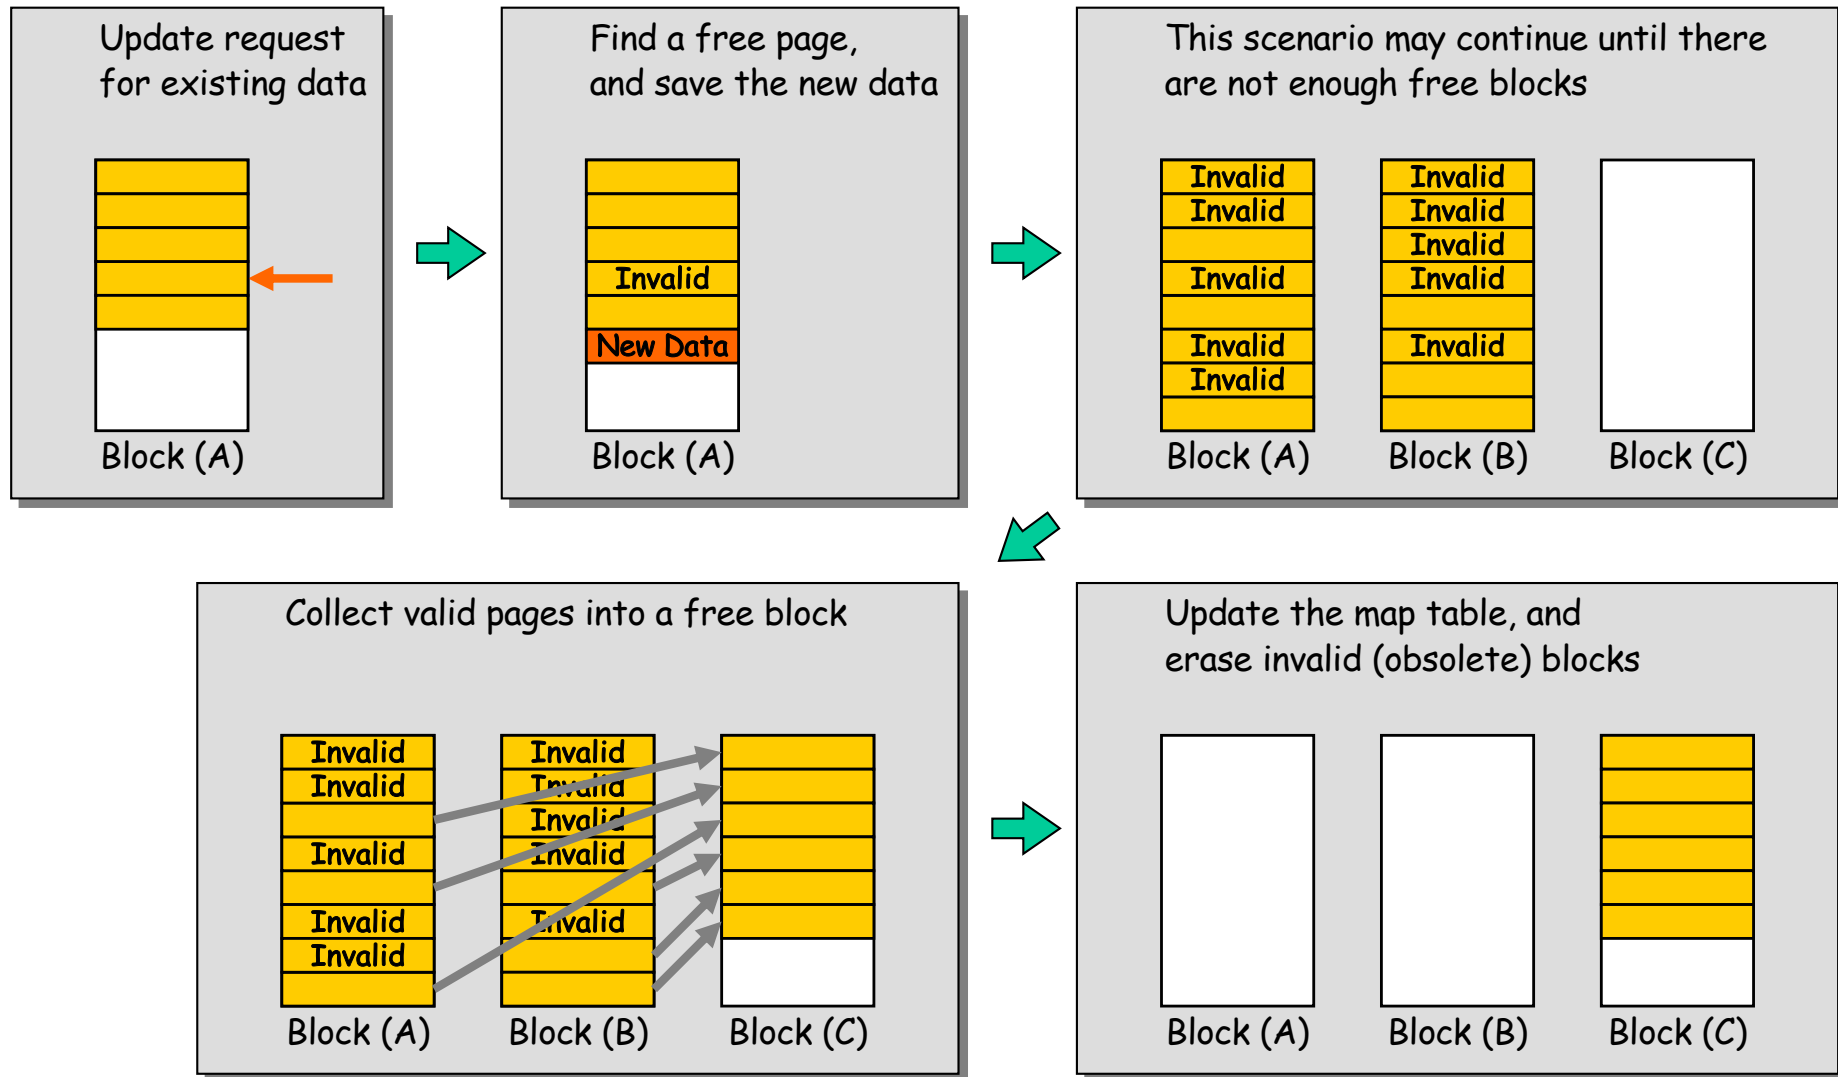 Update request
for existing data
Block (A)
Find a free page,
and save the new data
Invalid
New Data
Block (A)
This scenario may continue until there
are not enough free blocks
Invalid
Invalid
Invalid
Invalid
Invalid
Block (A)
Invalid
Invalid
Invalid
Invalid
Invalid
Block (B)
Block (C)
Collect valid pages into a free block
Invalid
Invalid
Invalid
Invalid
Invalid
Block (A)
Invalid
Invalid
Invalid
Invalid
Invalid
Block (B)
Block (C)
Update the map table, and
erase invalid (obsolete) blocks
Block (A)
Block (B)
Block (C)